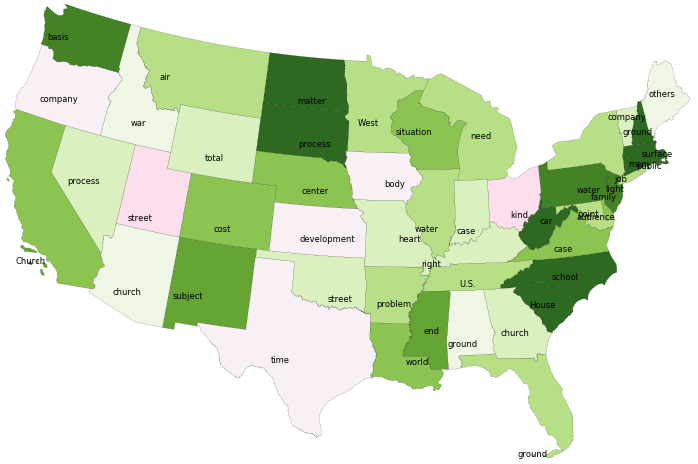 basis
company
air
war
matter
West
situation
need
others
company
ground
process
total
process
surface
men
public
job
light
water
family
center
body
street
cost
development
heart
water
case
kind
car
point
audience
case
Church
church
subject
street
right
problem
U.S.
school
House
end
ground
church
time
world
ground